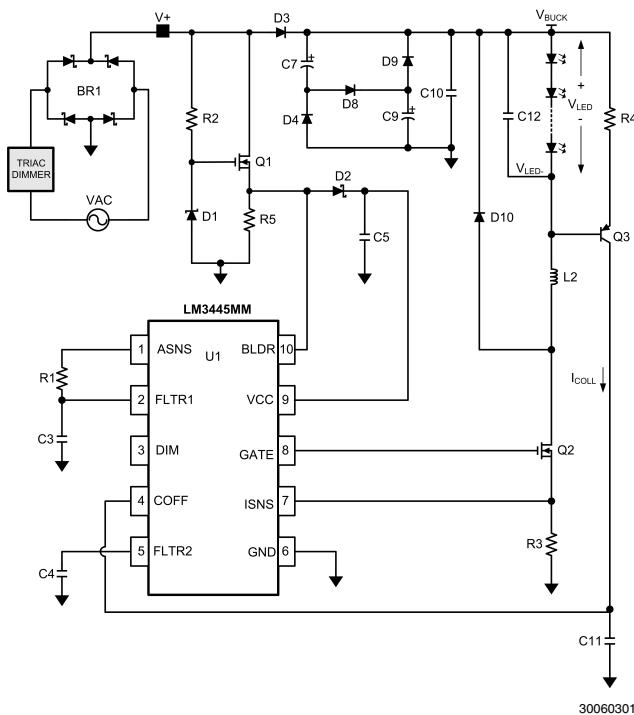 V+
D3
VBUCK
BR1
C7
D9
R2
D8
C10
C12
VLED
+
-
R4
D4
C9
TRIAC
DIMMER
Q1
VLED-
VAC
D2
D1
R5
C5
D10
Q3
L2
LM3445MM
U1
1 ASNS
BLDR 10
R1
ICOLL
2 FLTR1
VCC 9
C3
3 DIM
GATE 8
Q2
4 COFF
ISNS 7
5 FLTR2
GND 6
R3
C4
C11
30060301